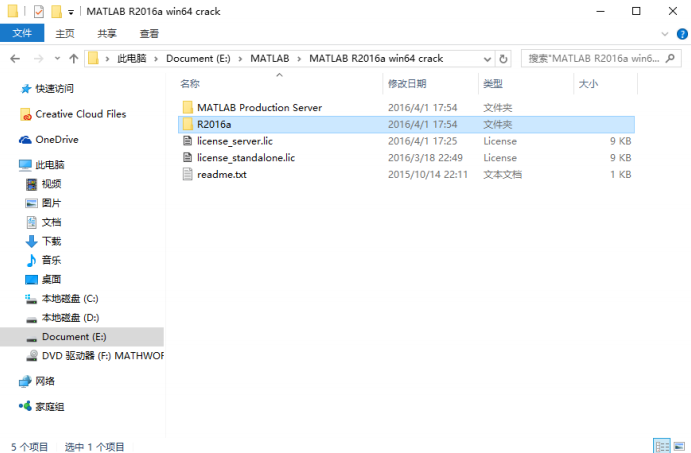 MATLAB R2016a win64 crack
文件 主页 共享 查看
此电脑 Document (E:) MATLAB MATLAB R2016a win64 crack 搜索"MATLAB R2016a win6...
名称 修改日期 类型 大小
MATLAB Production Server 2016/4/1 17:54 文件夹
R2016a 2016/4/1 17:54 文件夹
license_server.lic 2016/4/1 17:25 License 9 KB
license_standalone.lic 2016/3/18 22:49 License 9 KB
readme.txt 2015/10/14 22:11 文本文档 1 KB
快速访问
Creative Cloud Files
OneDrive
此电脑
视频
图片
文档
下载
音乐
桌面
本地磁盘 (C:)
本地磁盘 (D:)
Document (E:)
DVD 驱动器 (F:) MATHWOR
网络
家庭组
5 个项目 选中 1 个项目